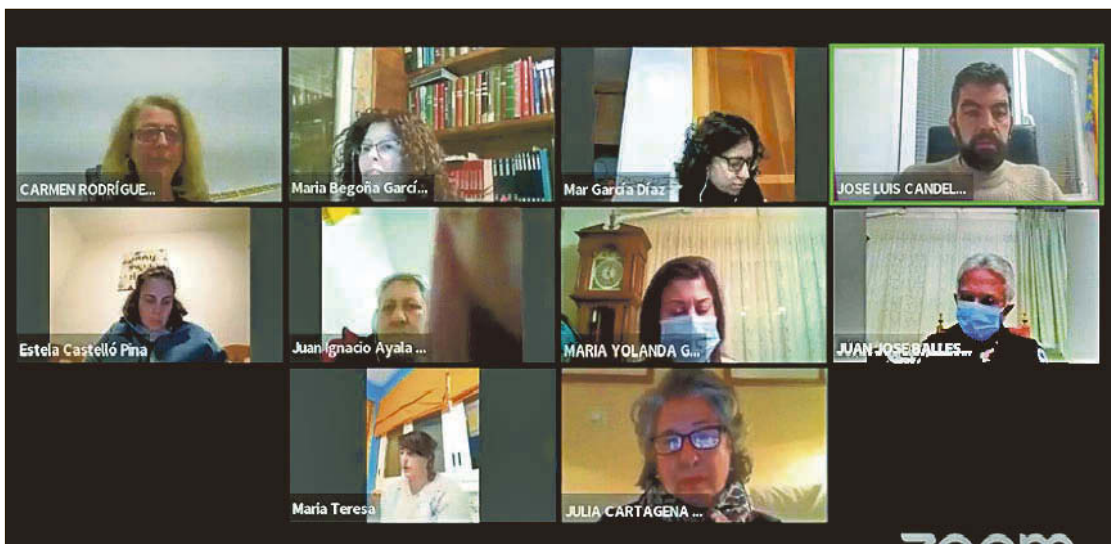 CARMEN RODRÍGUE...
Maria Begoña Garcí...
Mar García Díaz
JOSE LUIS CANDEL...
Estela Castelló Pina
Juan Ignacio Ayala ...
MARIA YOLANDA G...
JUAN JOSE BALLES...
Maria Teresa
JULIA CARTAGENA ...
zoom